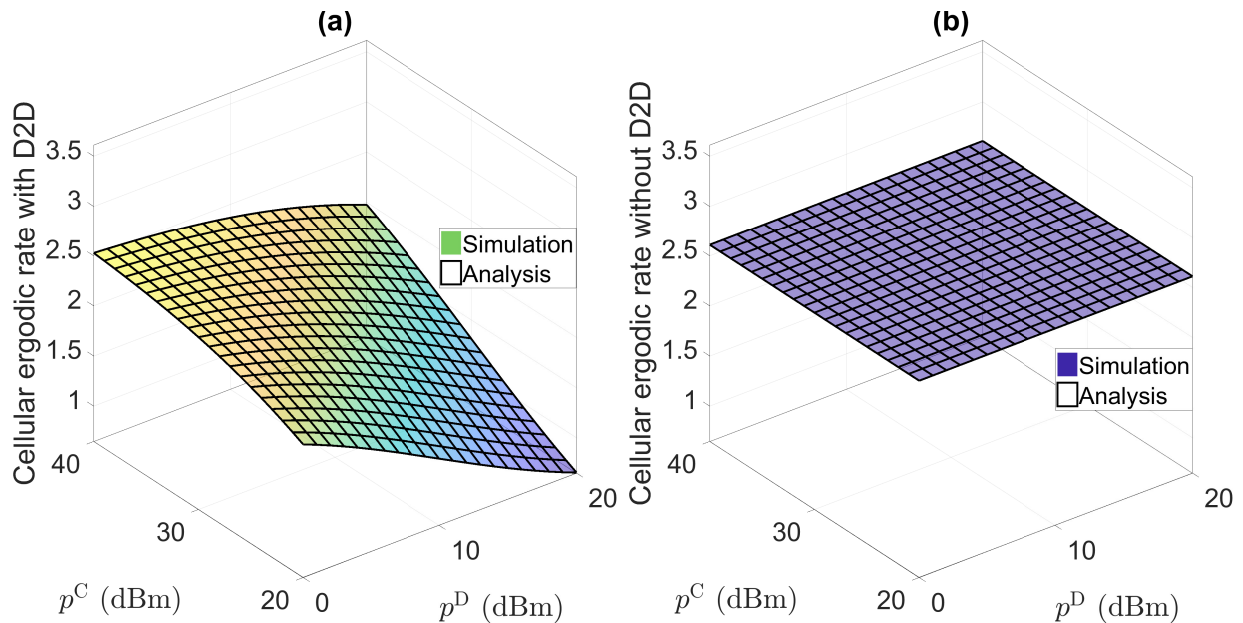 (a)
Cellular ergodic rate with D2D
3.5
3
2.5
2
1.5
1
40
30
20
0
10
20
p^C (dBm)
p^D (dBm)
Simulation
Analysis
(b)
Cellular ergodic rate without D2D
3.5
3
2.5
2
1.5
1
40
30
20
0
10
20
p^C (dBm)
p^D (dBm)
Simulation
Analysis